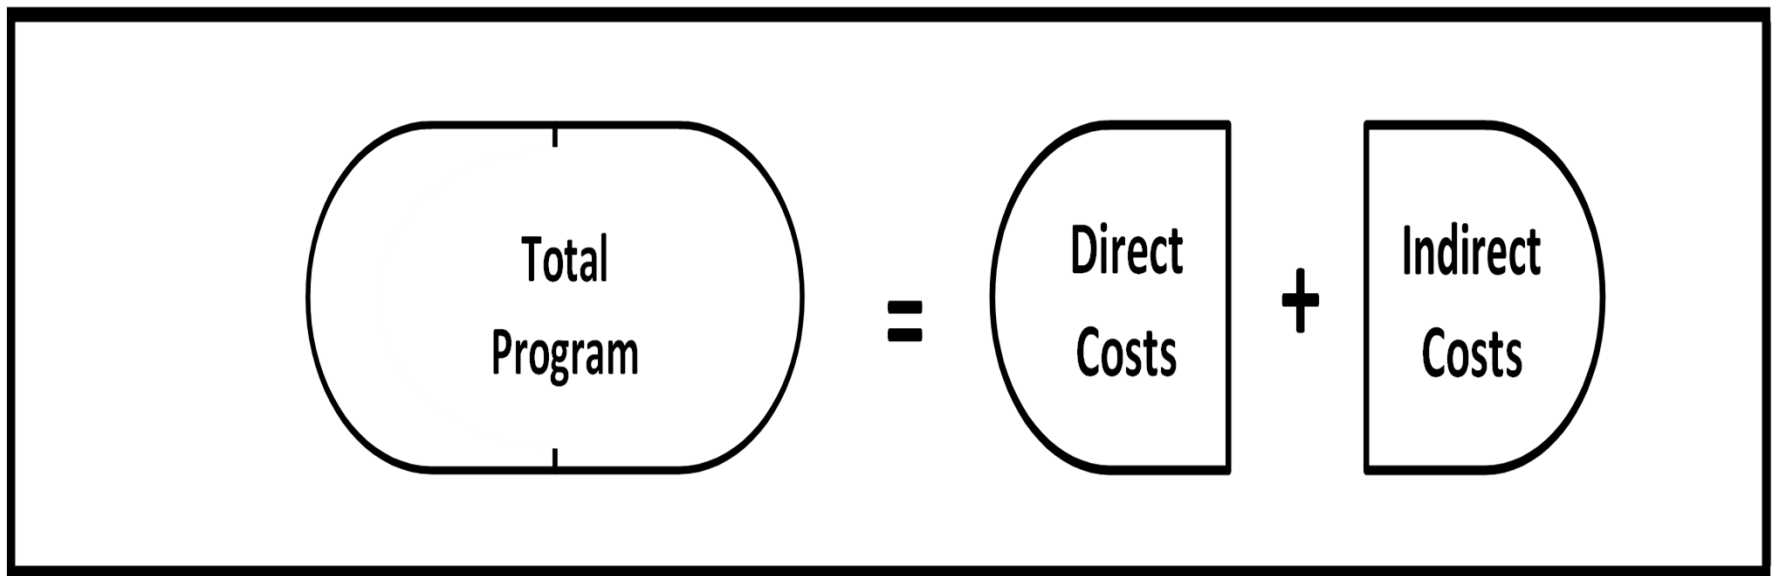 Total
Program
=
Direct
Costs
+
Indirect
Costs